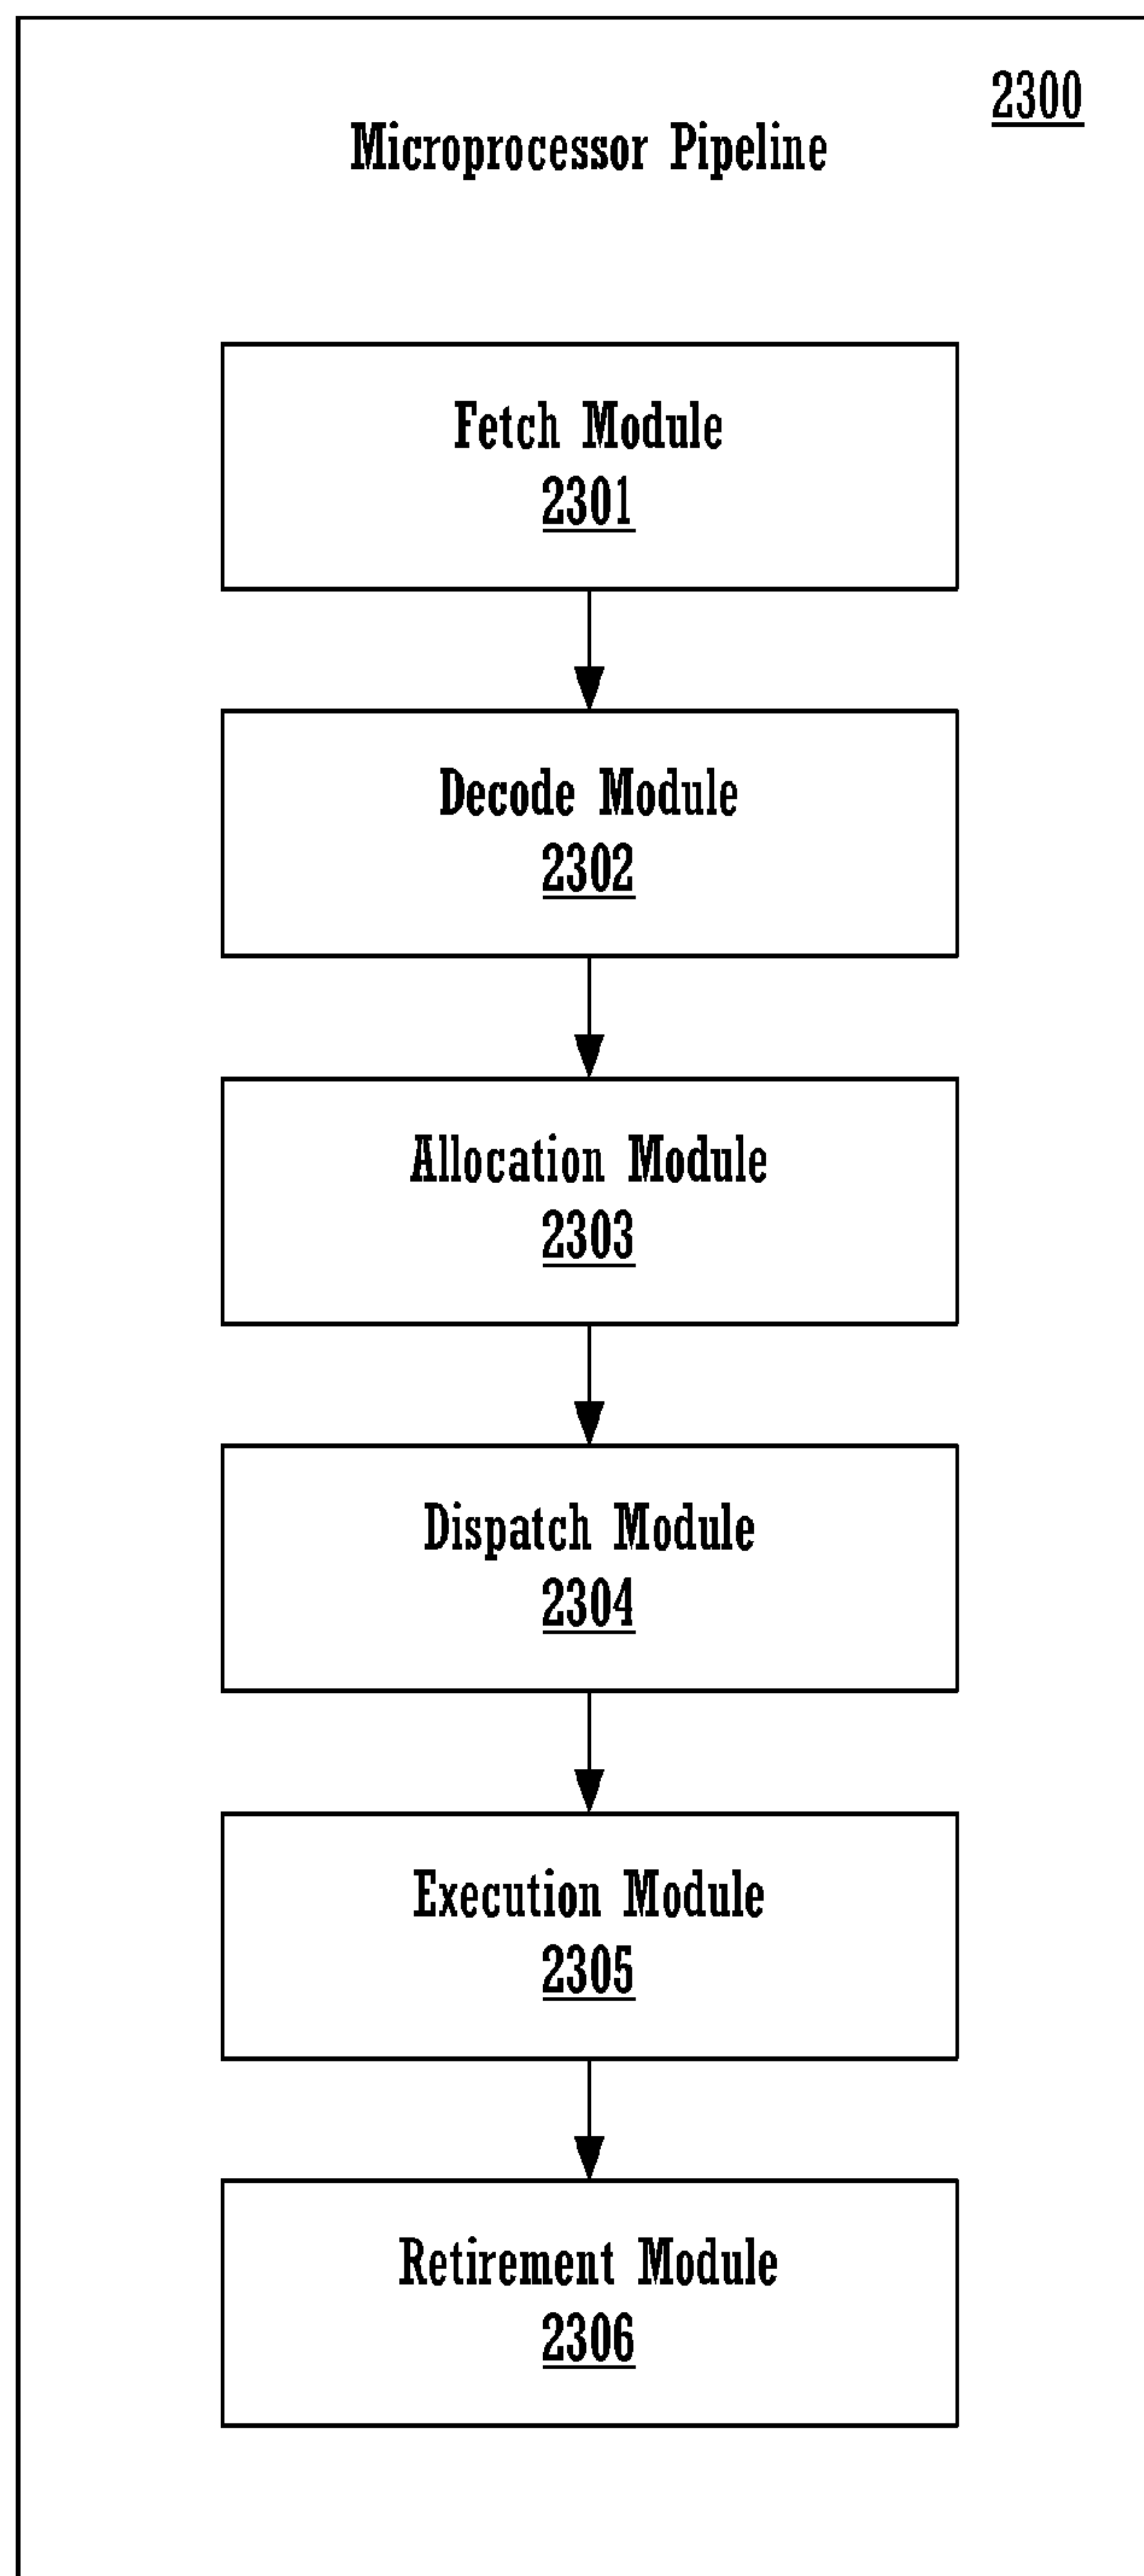 2300
Microprocessor Pipeline
Fetch Module
2301
Decode Module
2302
Allocation Module
2303
Dispatch Module
2304
Execution Module
2305
Retirement Module
2306